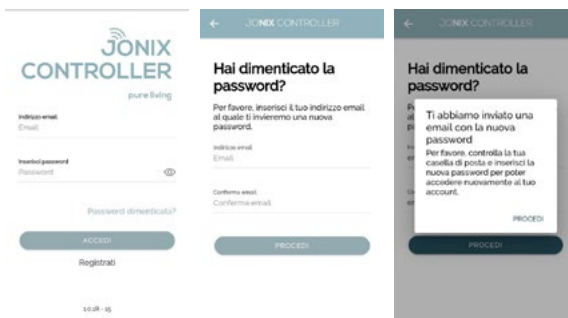 JONIX
CONTROLLER
pure living
Indirizzo email
Email
Inserisci password
Password
Password dimenticata?
ACCEDI
Registrati
JONIX CONTROLLER
Hai dimenticato la
password?
Per favore, inserisci il tuo indirizzo email
al quale ti invieremo una nuova
password.
Indirizzo email
Email
Conferma email
Conferma email
PROCEDI
JONIX CONTROLLER
Hai dimenticato la
password?
Ti abbiamo inviato una
email con la nuova
password
Per favore, controlla la tua
casella di posta e inserisci la
nuova password per poter
accedere nuovamente al tuo
account.
PROCEDI
PROCEDI